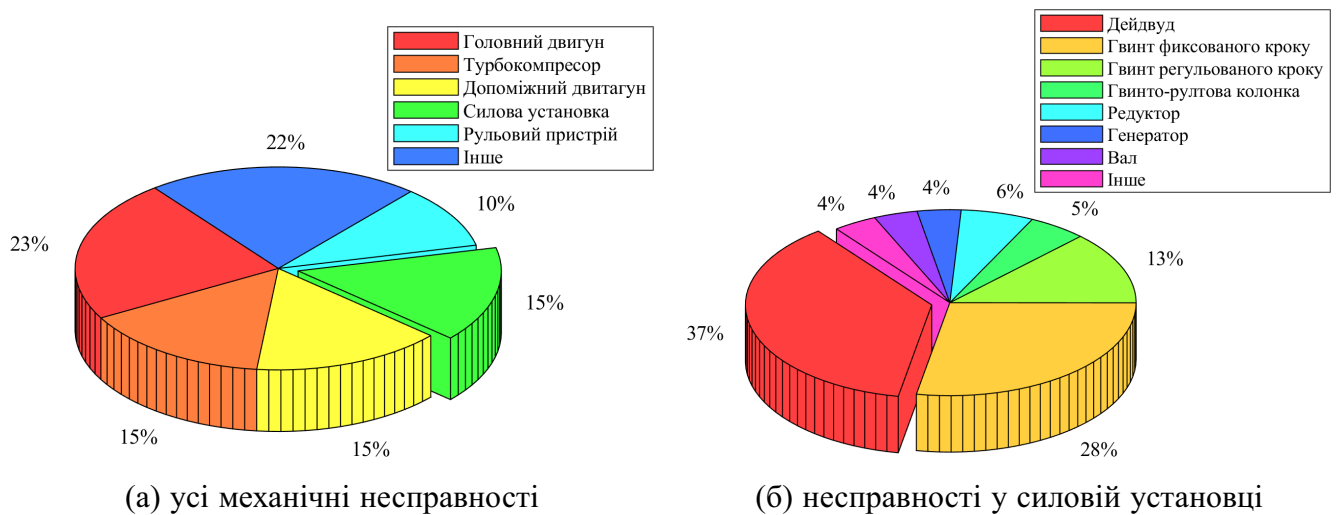 Головний двигун
Турбокомпресор
Допоміжний двитагун
Силова установка
Рульовий пристрій
Інше
22%
10%
23%
15%
15%
15%
(а) усі механічні несправності
Дейдвуд
Гвинт фиксованого кроку
Гвинт регульованого кроку
Гвинто-рултова колонка
Редуктор
Генератор
Вал
Інше
4%
4%
4%
6%
5%
13%
37%
28%
(б) несправності у силовій установці